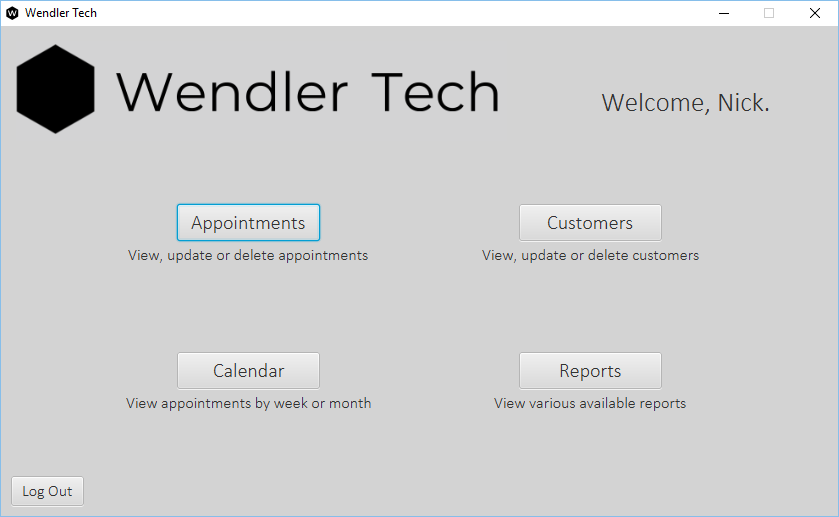 Wendler Tech
Wendler Tech
Welcome, Nick.
Appointments
View, update or delete appointments
Customers
View, update or delete customers
Calendar
View appointments by week or month
Reports
View various available reports
Log Out